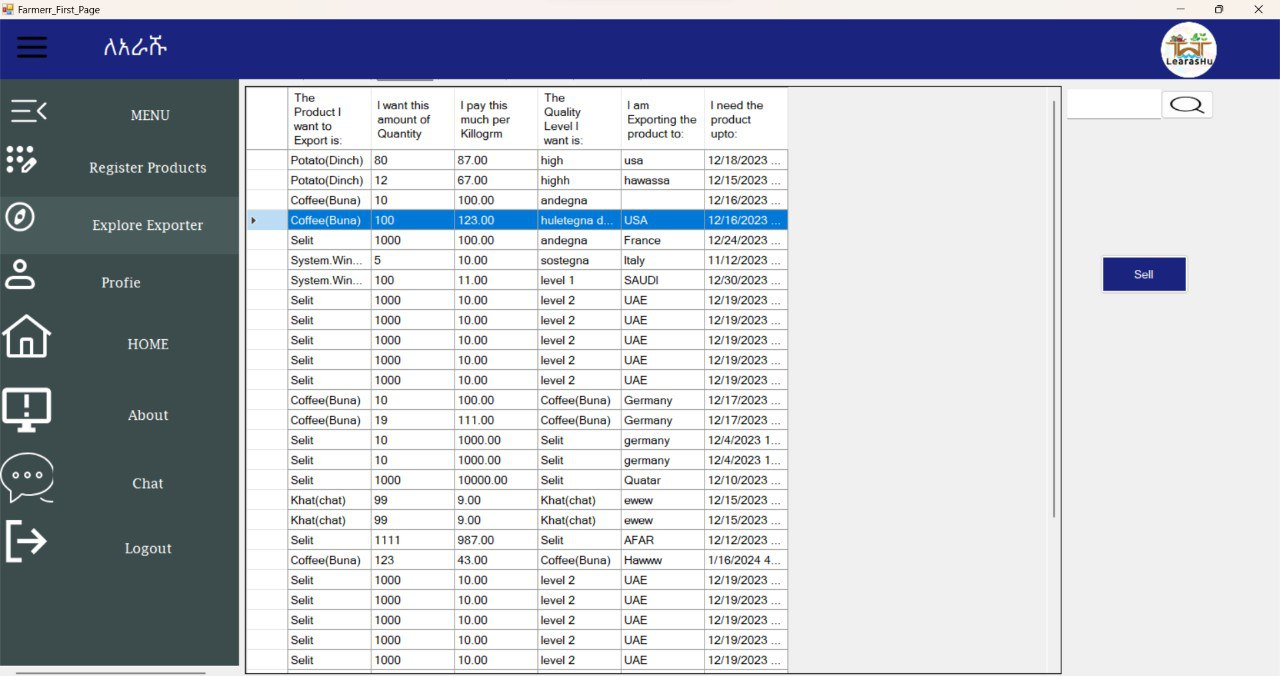 Farmerr_First_Page
ለአራሹ
LearasHu
MENU
Register Products
Explore Exporter
Profie
HOME
About
Chat
Logout
The Product I want to Export is: I want this amount of Quantity I pay this much per Killogrm The Quality Level I want is: I am Exporting the product to: I need the product upto:
Potato(Dinch) 80 87.00 high usa 12/18/2023 ...
Potato(Dinch) 12 67.00 highh hawassa 12/15/2023 ...
Coffee(Buna) 10 100.00 andegna 12/16/2023 ...
Coffee(Buna) 100 123.00 huletegna d... USA 12/16/2023 ...
Selit 1000 100.00 andegna France 12/24/2023 ...
System.Win... 5 10.00 sostegna Italy 11/12/2023 ...
System.Win... 100 11.00 level 1 SAUDI 12/30/2023 ...
Selit 1000 10.00 level 2 UAE 12/19/2023 ...
Selit 1000 10.00 level 2 UAE 12/19/2023 ...
Selit 1000 10.00 level 2 UAE 12/19/2023 ...
Selit 1000 10.00 level 2 UAE 12/19/2023 ...
Selit 1000 10.00 level 2 UAE 12/19/2023 ...
Coffee(Buna) 10 100.00 Coffee(Buna) Germany 12/17/2023 ...
Coffee(Buna) 19 111.00 Coffee(Buna) Germany 12/17/2023 ...
Selit 10 1000.00 Selit germany 12/4/2023 1...
Selit 10 1000.00 Selit germany 12/4/2023 1...
Selit 1000 10000.00 Selit Quatar 12/10/2023 ...
Khat(chat) 99 9.00 Khat(chat) ewew 12/15/2023 ...
Khat(chat) 99 9.00 Khat(chat) ewew 12/15/2023 ...
Selit 1111 987.00 Selit AFAR 12/12/2023 ...
Coffee(Buna) 123 43.00 Coffee(Buna) Hawww 1/16/2024 4...
Selit 1000 10.00 level 2 UAE 12/19/2023 ...
Selit 1000 10.00 level 2 UAE 12/19/2023 ...
Selit 1000 10.00 level 2 UAE 12/19/2023 ...
Selit 1000 10.00 level 2 UAE 12/19/2023 ...
Selit 1000 10.00 level 2 UAE 12/19/2023 ...
Sell